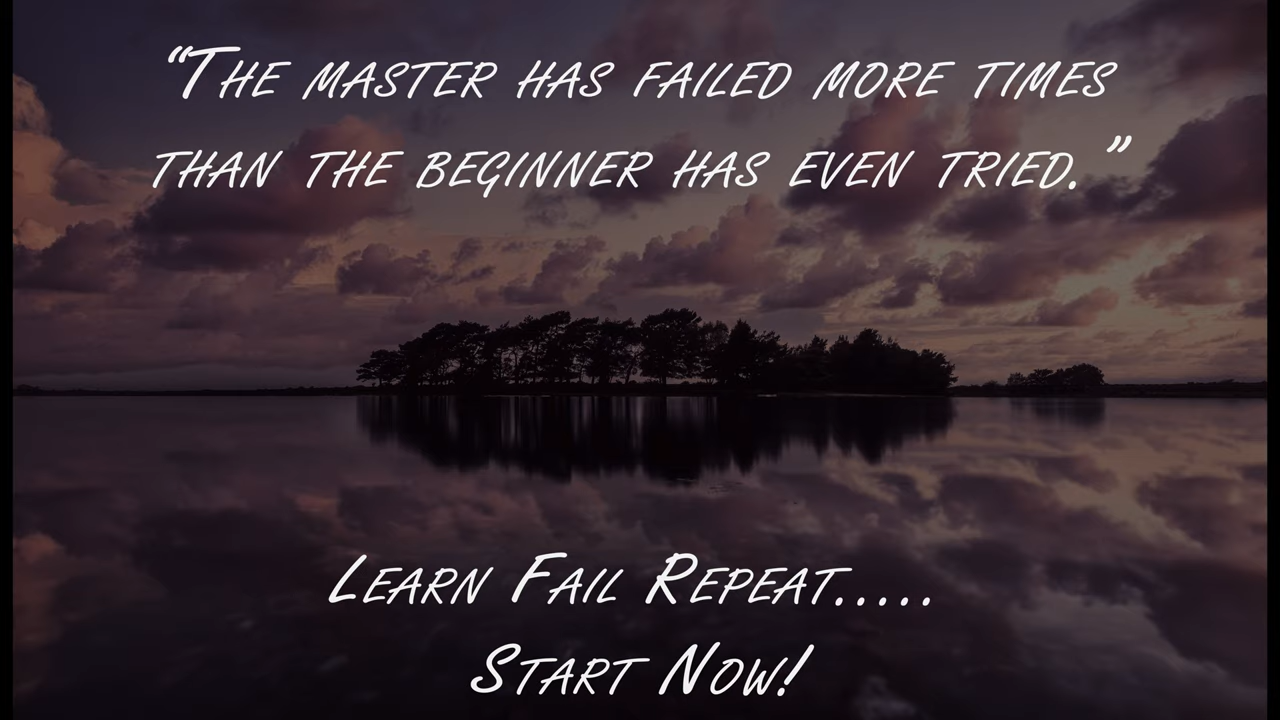 “The master has failed more times
than the beginner has even tried.”
Learn Fail Repeat.....
Start Now!